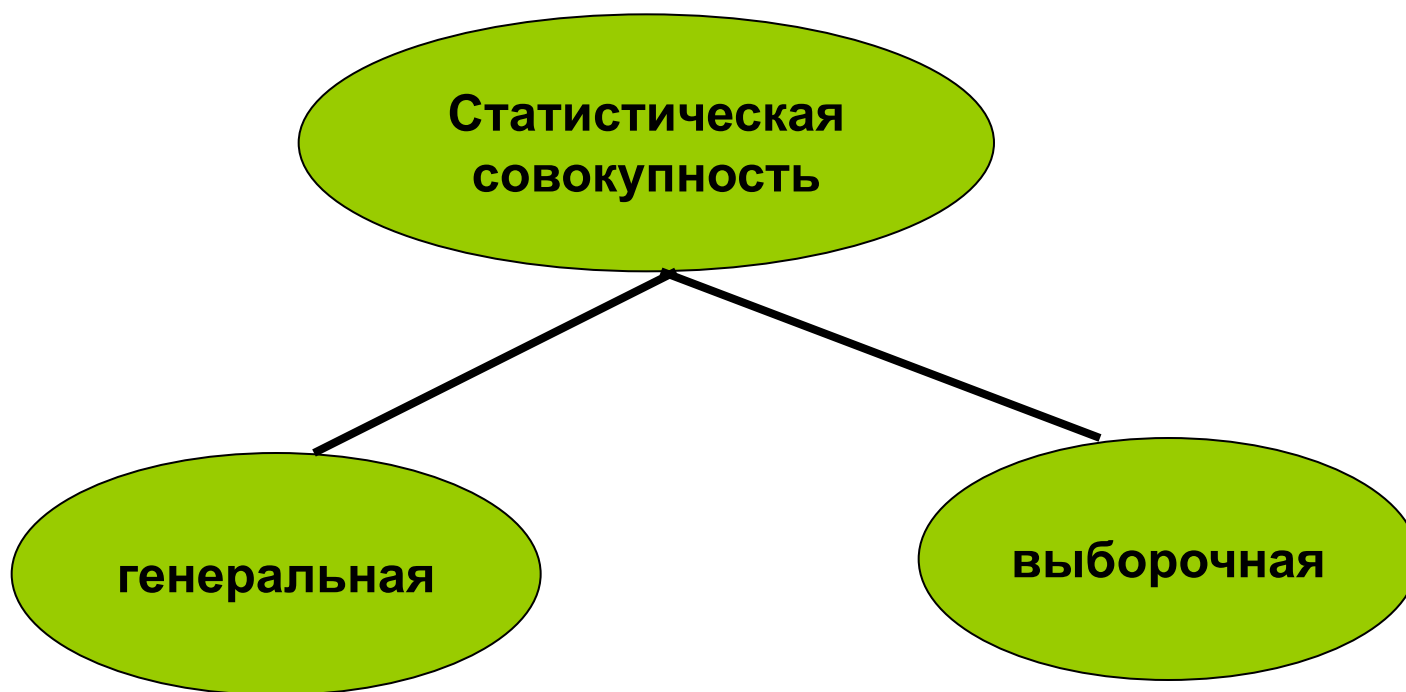 Статистическая
совокупность
генеральная
выборочная